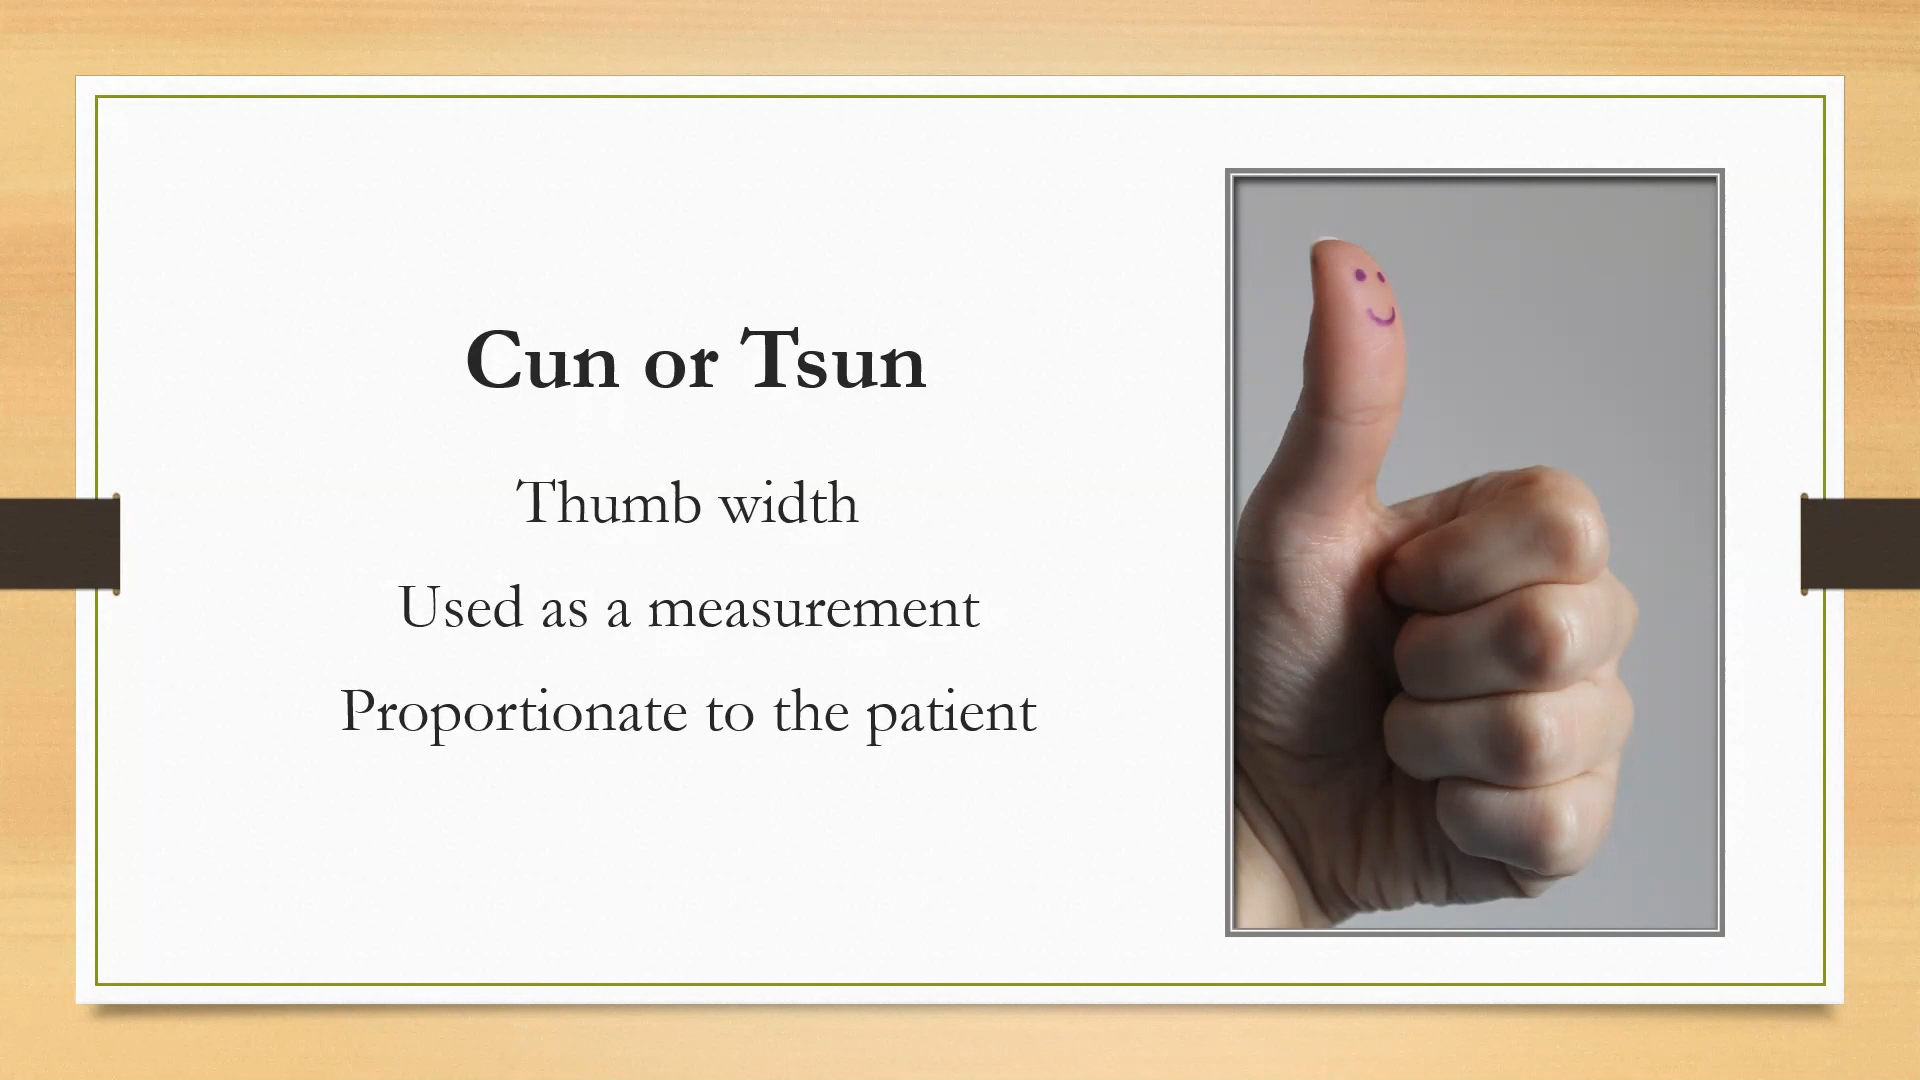 Cun or Tsun
Thumb width
Used as a measurement
Proportionate to the patient